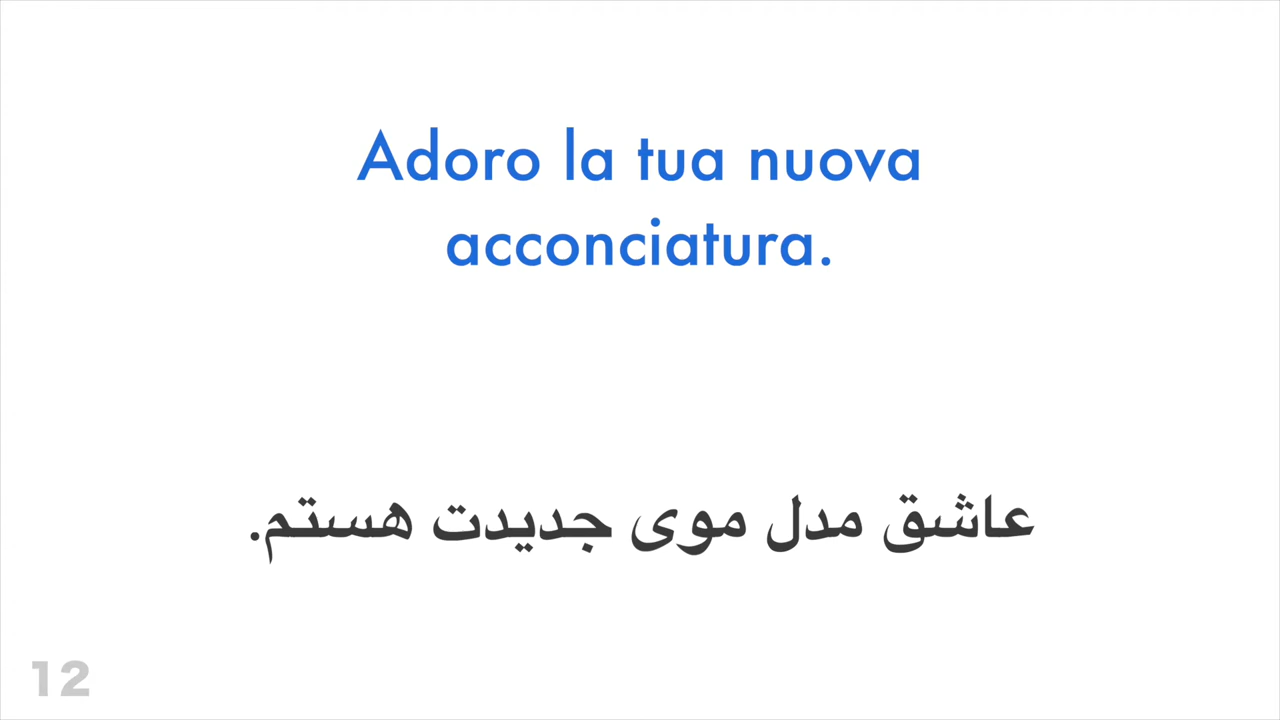 Adoro la tua nuova
acconciatura.
عاشق مدل موی جدیدت هستم.
12